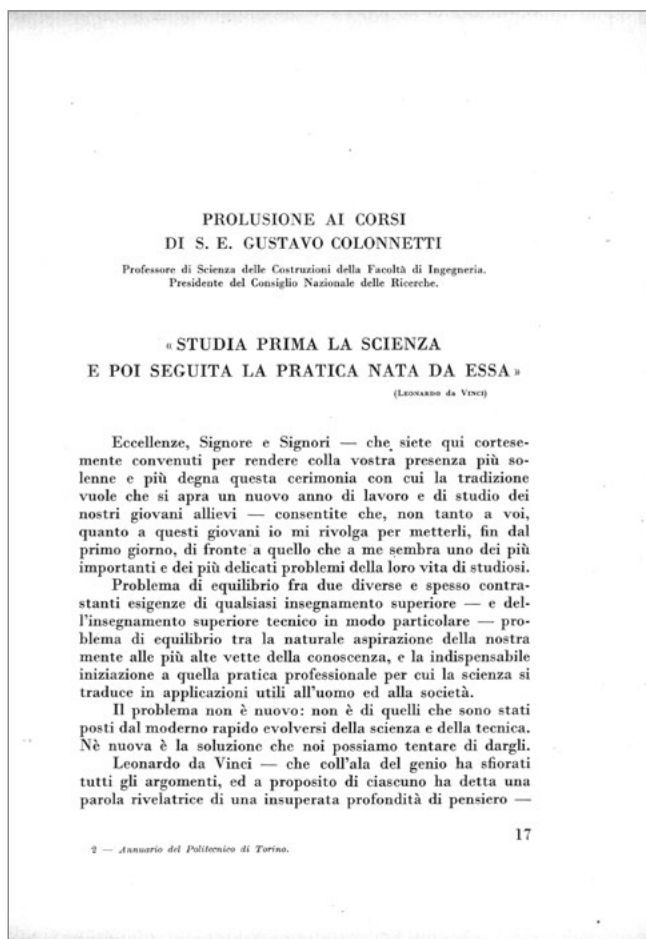 PROLUSIONE AI CORSI
DI S. E. GUSTAVO COLONNETTI
Professore di Scienza delle Costruzioni della Facoltà di Ingegneria.
Presidente del Consiglio Nazionale delle Ricerche.
« STUDIA PRIMA LA SCIENZA
E POI SEGUITA LA PRATICA NATA DA ESSA »
(LEONARDO da VINCI)
Eccellenze, Signore e Signori — che siete qui cortese-
mente convenuti per rendere colla vostra presenza più so-
lenne e più degna questa cerimonia con cui la tradizione
vuole che si apra un nuovo anno di lavoro e di studio dei
nostri giovani allievi — consentite che, non tanto a voi,
quanto a questi giovani io mi rivolga per metterli, fin dal
primo giorno, di fronte a quello che a me sembra uno dei più
importanti e dei più delicati problemi della loro vita di studiosi.
Problema di equilibrio fra due diverse e spesso contra-
stanti esigenze di qualsiasi insegnamento superiore — e del-
l'insegnamento superiore tecnico in modo particolare — pro-
blema di equilibrio tra la naturale aspirazione della nostra
mente alle più alte vette della conoscenza, e la indispensabile
iniziazione a quella pratica professionale per cui la scienza si
traduce in applicazioni utili all'uomo ed alla società.
Il problema non è nuovo: non è di quelli che sono stati
posti dal moderno rapido evolversi della scienza e della tecnica.
Nè nuova è la soluzione che noi possiamo tentare di dargli.
Leonardo da Vinci — che coll'ala del genio ha sfiorati
tutti gli argomenti, ed a proposito di ciascuno ha detta una
parola rivelatrice di una insuperata profondità di pensiero —
17
2 — Annuario del Politecnico di Torino.